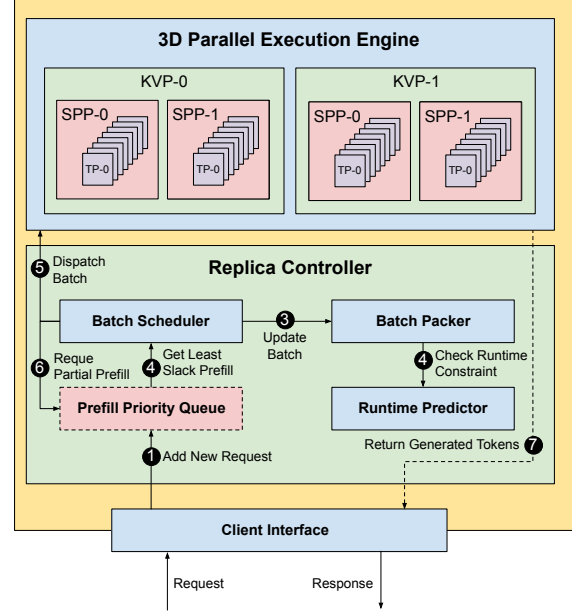 3D Parallel Execution Engine
KVP-0
KVP-1
SPP-0
SPP-1
SPP-0
SPP-1
TP-0
TP-0
TP-0
TP-0
5 Dispatch
Batch
Replica Controller
Batch Scheduler
3
Update
Batch
Batch Packer
6 Reque
Partial Prefill
4 Get Least
Slack Prefill
4 Check Runtime
Constraint
Prefill Priority Queue
Runtime Predictor
Return Generated Tokens 7
1 Add New Request
Client Interface
Request
Response